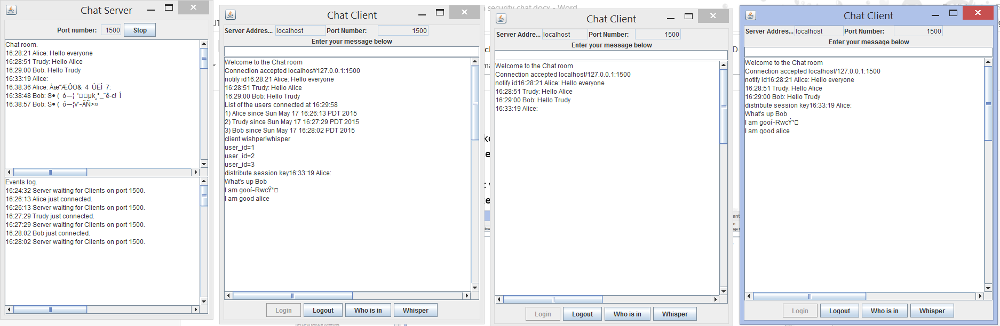 Chat Server
Port number: 1500 Stop
Chat room.
16:28:21 Alice: Hello everyone
16:28:51 Trudy: Hello Alice
16:29:00 Bob: Hello Trudy
16:33:19 Alice:
16:38:36 Alice:
16:38:48 Bob:
16:38:57 Bob:
Events log.
16:24:32 Server waiting for Clients on port 1500.
16:26:13 Alice just connected.
16:26:13 Server waiting for Clients on port 1500.
16:27:29 Trudy just connected.
16:27:29 Server waiting for Clients on port 1500.
16:28:02 Bob just connected.
16:28:02 Server waiting for Clients on port 1500.
security chat.docx - Word
Chat Client
Server Addres... localhost Port Number: 1500
Enter your message below
Welcome to the Chat room
Connection accepted localhost/127.0.0.1:1500
notify id16:28:21 Alice: Hello everyone
16:28:51 Trudy: Hello Alice
16:29:00 Bob: Hello Trudy
List of the users connected at 16:29:58
1) Alice since Sun May 17 16:26:13 PDT 2015
2) Trudy since Sun May 17 16:27:29 PDT 2015
3) Bob since Sun May 17 16:28:02 PDT 2015
client wishper!whisper
user_id=1
user_id=2
user_id=3
distribute session key16:33:19 Alice:
What's up Bob
I am gooí-RwcÝ¹□
I am good alice
Login Logout Who is in Whisper
Chat Client
Server Addre... localhost Port Number: 1500
Enter your message below
Welcome to the Chat room
Connection accepted localhost/127.0.0.1:1500
notify id16:28:21 Alice: Hello everyone
16:28:51 Trudy: Hello Alice
16:29:00 Bob: Hello Trudy
16:33:19 Alice:
Login Logout Who is in Whisper
Chat Client
Server Addres... localhost Port Number: 1500
Enter your message below
Welcome to the Chat room
Connection accepted localhost/127.0.0.1:1500
notify id16:28:21 Alice: Hello everyone
16:28:51 Trudy: Hello Alice
16:29:00 Bob: Hello Trudy
distribute session key16:33:19 Alice:
What's up Bob
I am gooí-RwcÝ¹□
I am good alice
Login Logout Who is in Whisper